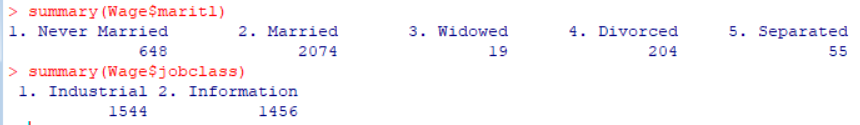 > summary(Wage$maritl)
1. Never Married 2. Married 3. Widowed 4. Divorced 5. Separated
648 2074 19 204 55
> summary(Wage$jobclass)
1. Industrial 2. Information
1544 1456